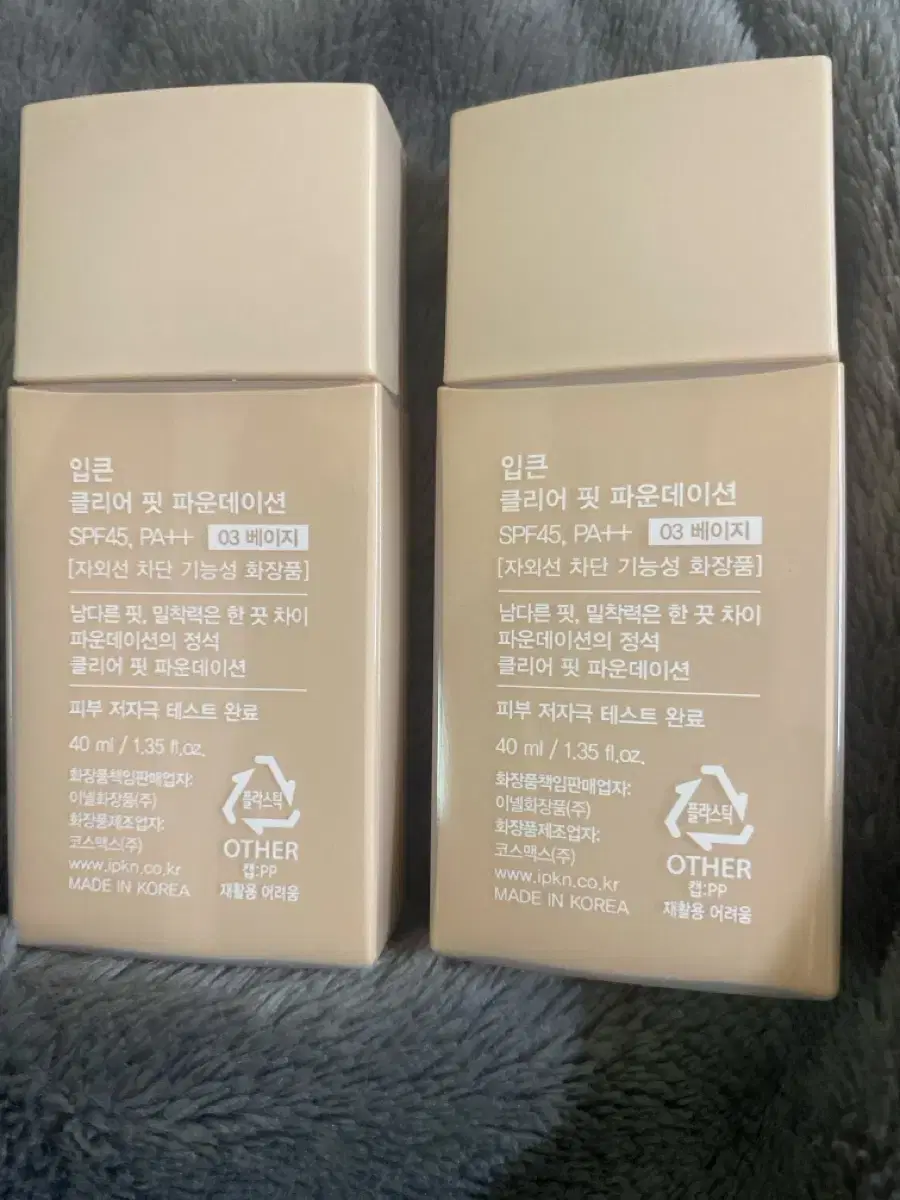 입큰
클리어 핏 파운데이션
SPF45, PA++ 03 베이지
[자외선 차단 기능성 화장품]
남다른 핏, 밀착력은 한 끗 차이
파운데이션의 정석
클리어 핏 파운데이션
피부 저자극 테스트 완료
40 ml / 1.35 fl.oz.
화장품책임판매업자:
이넬화장품(주)
화장품제조업자:
코스맥스(주)
www.ipkn.co.kr
MADE IN KOREA
플라스틱
OTHER
캡:PP
재활용 어려움
입큰
클리어 핏 파운데이션
SPF45, PA++ 03 베이지
[자외선 차단 기능성 화장품]
남다른 핏, 밀착력은 한 끗 차이
파운데이션의 정석
클리어 핏 파운데이션
피부 저자극 테스트 완료
40 ml / 1.35 fl.oz.
화장품책임판매업자:
이넬화장품(주)
화장품제조업자:
코스맥스(주)
www.ipkn.co.kr
MADE IN KOREA
플라스틱
OTHER
캡:PP
재활용 어려움